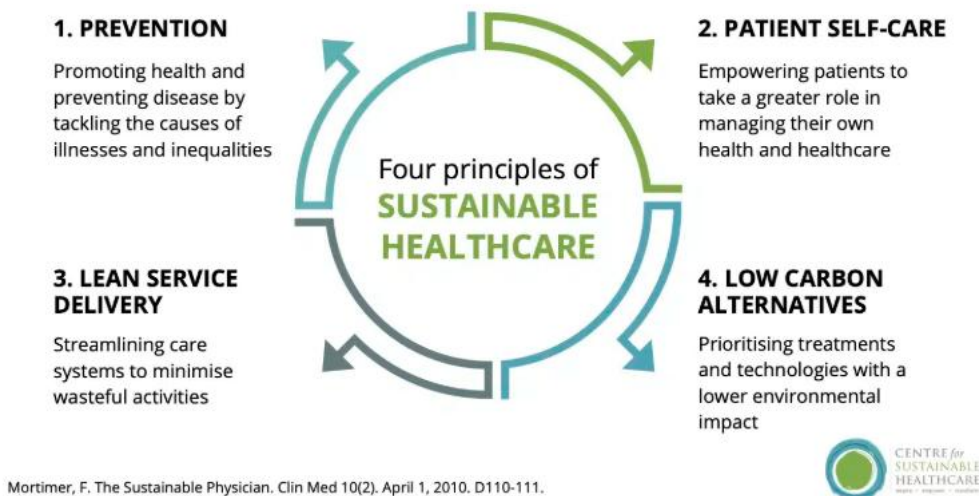 1. PREVENTION
Promoting health and
preventing disease by
tackling the causes of
illnesses and inequalities
2. PATIENT SELF-CARE
Empowering patients to
take a greater role in
managing their own
health and healthcare
Four principles of
SUSTAINABLE
HEALTHCARE
3. LEAN SERVICE
DELIVERY
Streamlining care
systems to minimise
wasteful activities
4. LOW CARBON
ALTERNATIVES
Prioritising treatments
and technologies with a
lower environmental
impact
CENTRE for
SUSTAINABLE
HEALTHCARE
Mortimer, F. The Sustainable Physician. Clin Med 10(2). April 1, 2010. D110-111.